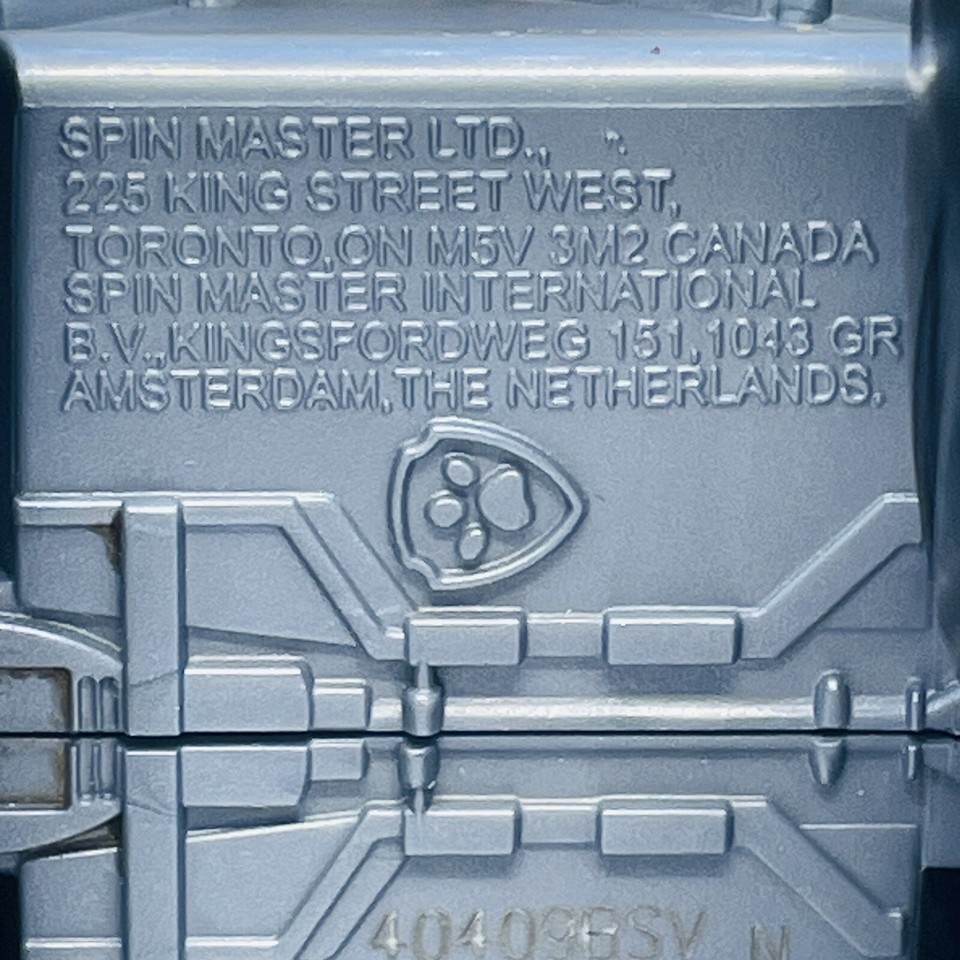 SPIN MASTER LTD.,
225 KING STREET WEST,
TORONTO,ON M5V 3M2 CANADA
SPIN MASTER INTERNATIONAL
B.V.,KINGSFORDWEG 151,1043 GR
AMSTERDAM,THE NETHERLANDS.
N